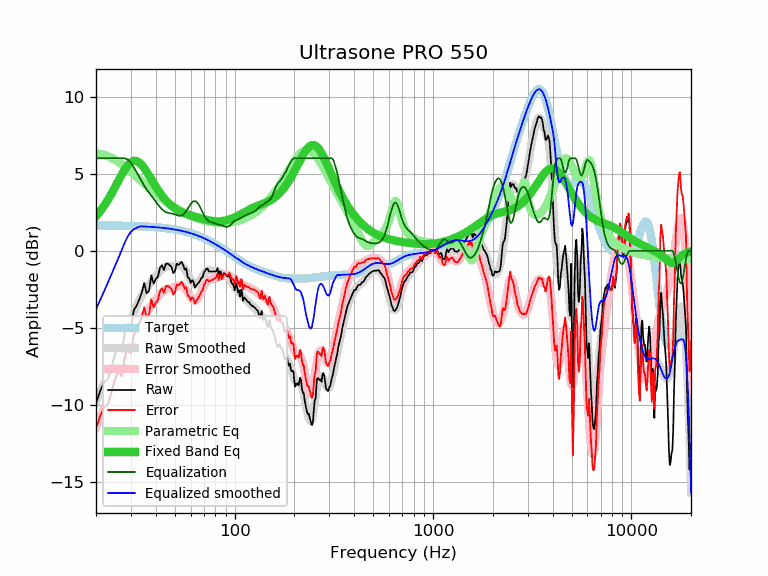 Ultrasone PRO 550
10
5
0
−5
−10
−15
Amplitude (dBr)
Target
Raw Smoothed
Error Smoothed
Raw
Error
Parametric Eq
Fixed Band Eq
Equalization
Equalized smoothed
100
1000
10000
Frequency (Hz)